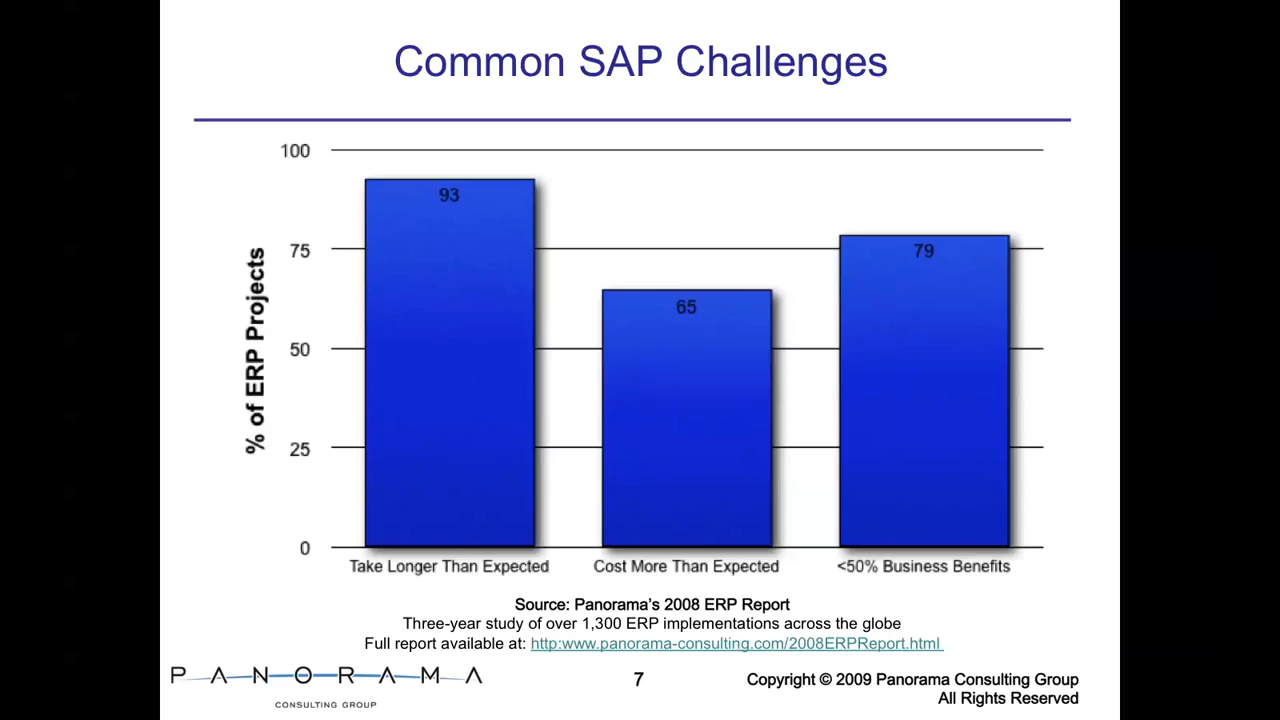 Common SAP Challenges
100
75
50
25
0
% of ERP Projects
93
65
79
Take Longer Than Expected
Cost More Than Expected
<50% Business Benefits
Source: Panorama's 2008 ERP Report
Three-year study of over 1,300 ERP implementations across the globe
Full report available at: http:www.panorama-consulting.com/2008ERPReport.html
PANORAMA
CONSULTING GROUP
7
Copyright © 2009 Panorama Consulting Group
All Rights Reserved